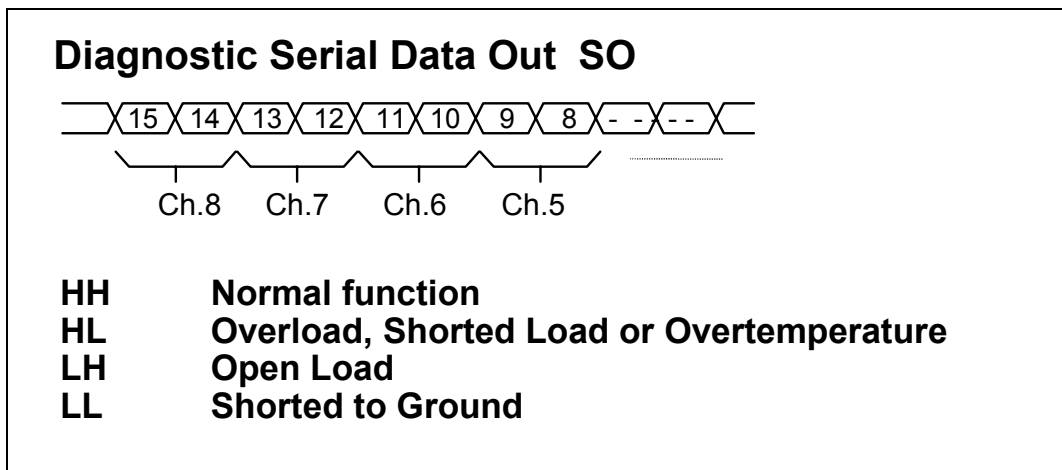 Diagnostic Serial Data Out SO
15 14 13 12 11 10 9 8 - - - -
Ch.8 Ch.7 Ch.6 Ch.5
HH Normal function
HL Overload, Shorted Load or Overtemperature
LH Open Load
LL Shorted to Ground